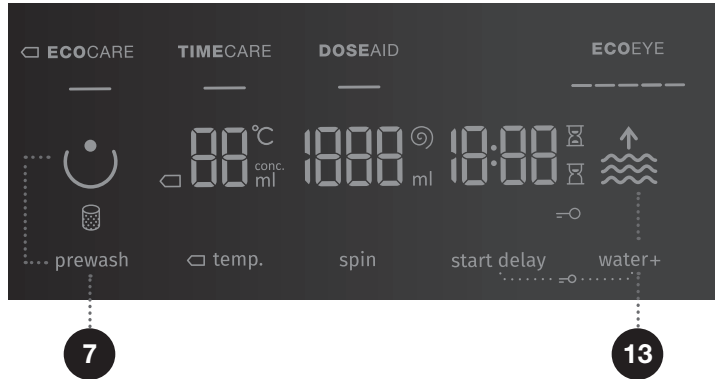 ECOCARE TIMECARE DOSEAID ECOEYE
88 °C 1888 18:88
conc.
ml ml
prewash temp. spin start delay water+
7 13